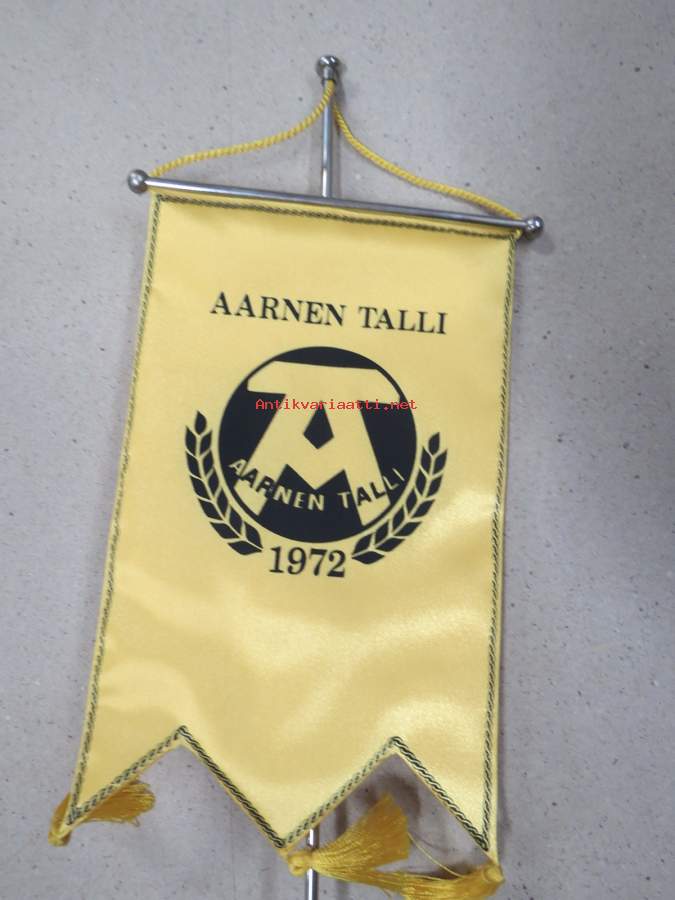 AARNEN TALLI
Antikvariaatti.net
AARNEN TALLI
1972